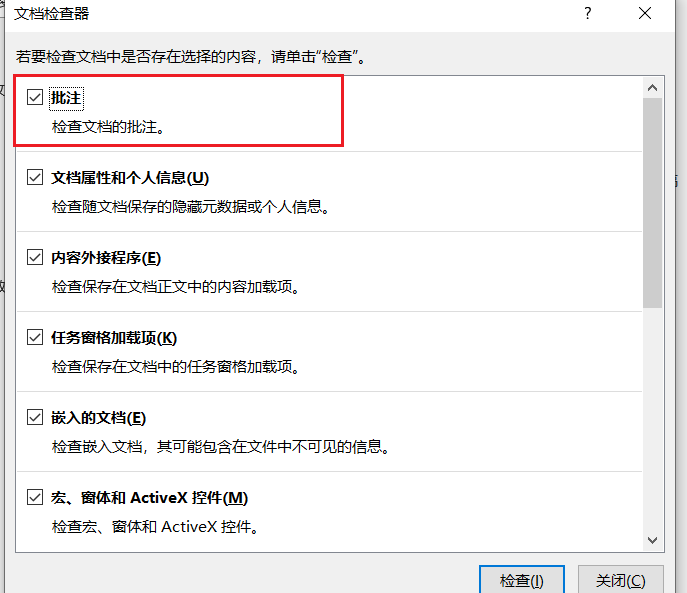 文档检查器
?
若要检查文档中是否存在选择的内容，请单击“检查”。
批注
检查文档的批注。
文档属性和个人信息(U)
检查随文档保存的隐藏元数据或个人信息。
内容外接程序(E)
检查保存在文档正文中的内容加载项。
任务窗格加载项(K)
检查保存在文档中的任务窗格加载项。
嵌入的文档(E)
检查嵌入文档，其可能包含在文件中不可见的信息。
宏、窗体和 ActiveX 控件(M)
检查宏、窗体和 ActiveX 控件。
检查(I)
关闭(C)